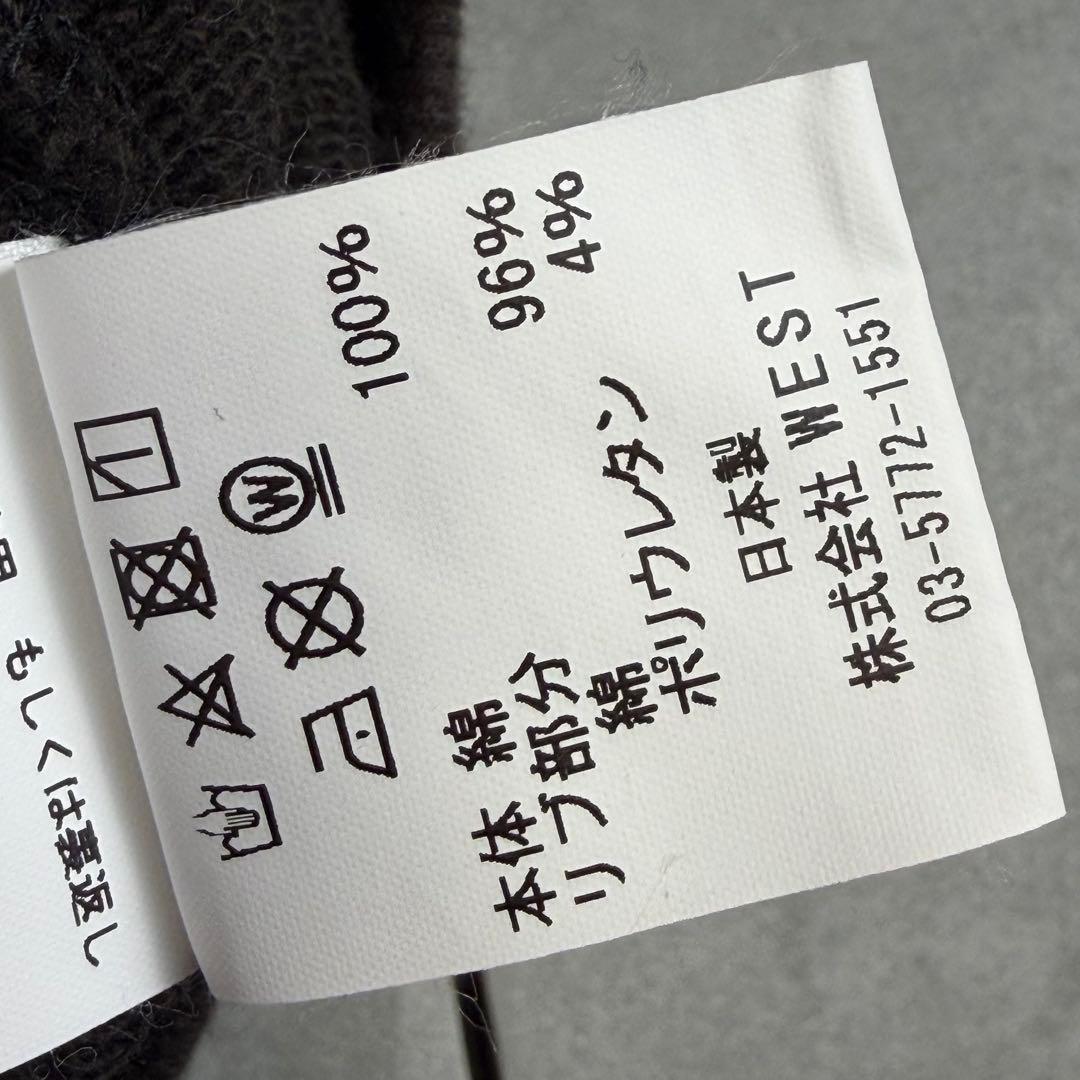 もしくは裏返し
W
本体 綿 100%
リブ部分
綿 96%
ポリウレタン 4%
日本製
株式会社 WEST
03-5772-1551